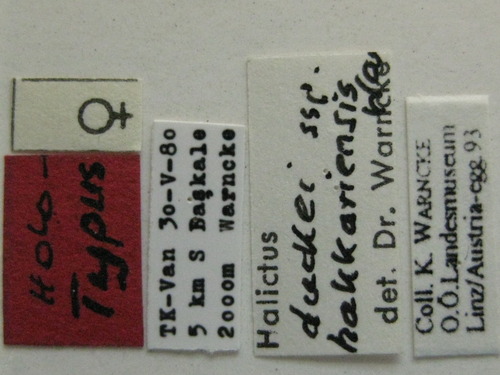 ♀
Holo-
Typus
TK-Van 30-V-80
5 km S Başkale
2000m Warncke
Halictus
duckei ssp.
hakkariensis
det. Dr. Warncke
Coll. K. WARNCKE
O.Ö.Landesmuseum
Linz/Austria-egg.93